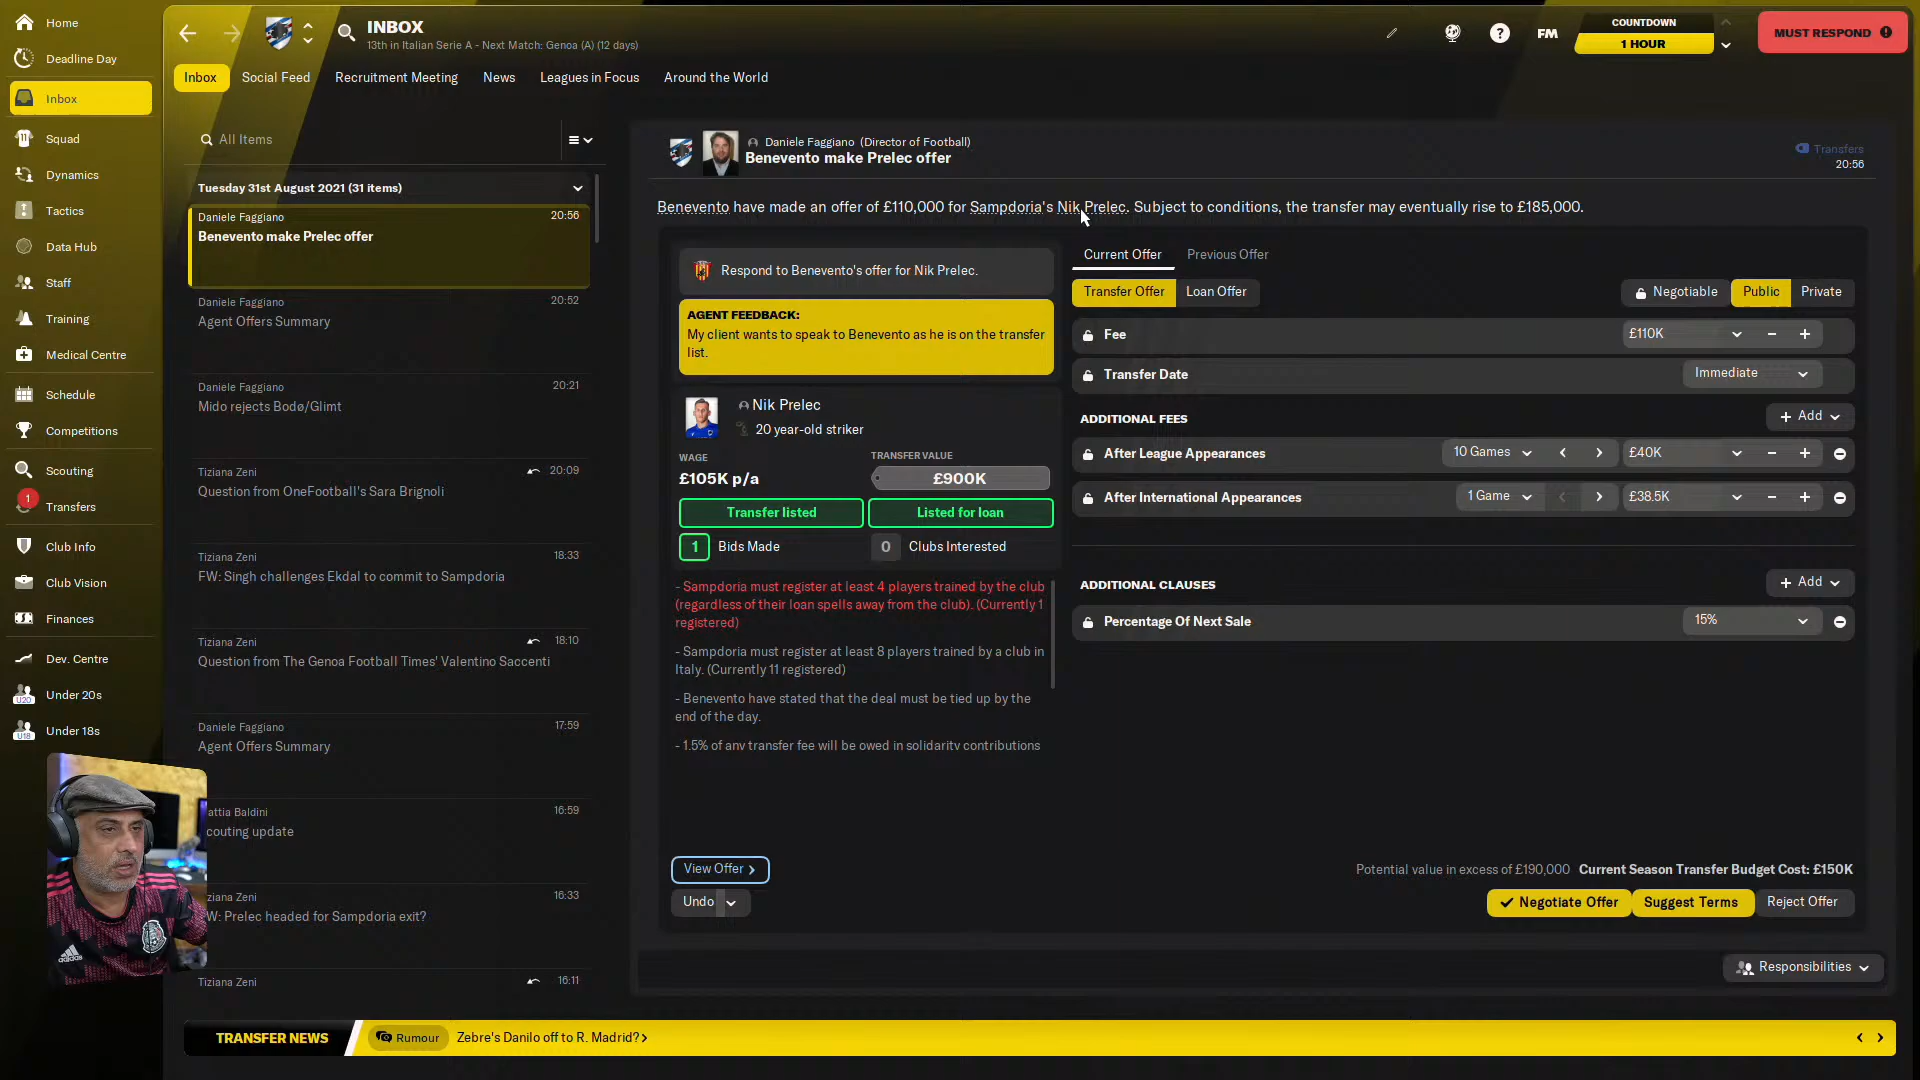 Home
Deadline Day
Inbox
Squad
Dynamics
Tactics
Data Hub
Staff
Training
Medical Centre
Schedule
Competitions
Scouting
1
Transfers
Club Info
Club Vision
Finances
Dev. Centre
U20
Under 20s
U18
Under 18s
INBOX
13th in Italian Serie A - Next Match: Genoa (A) (12 days)
FM
COUNTDOWN
1 HOUR
MUST RESPOND
Inbox
Social Feed
Recruitment Meeting
News
Leagues in Focus
Around the World
All Items
Tuesday 31st August 2021 (31 items)
Daniele Faggiano 20:56
Benevento make Prelec offer
Daniele Faggiano 20:52
Agent Offers Summary
Daniele Faggiano 20:21
Mido rejects Bodø/Glimt
Tiziana Zeni 20:09
Question from OneFootball's Sara Brignoli
Tiziana Zeni 18:33
FW: Singh challenges Ekdal to commit to Sampdoria
Tiziana Zeni 18:10
Question from The Genoa Football Times' Valentino Saccenti
Daniele Faggiano 17:59
Agent Offers Summary
attia Baldini 16:59
couting update
ziana Zeni 16:33
W: Prelec headed for Sampdoria exit?
Tiziana Zeni 16:11
Daniele Faggiano (Director of Football)
Benevento make Prelec offer
Transfers
20:56
Benevento have made an offer of £110,000 for Sampdoria's Nik Prelec. Subject to conditions, the transfer may eventually rise to £185,000.
Respond to Benevento's offer for Nik Prelec.
AGENT FEEDBACK:
My client wants to speak to Benevento as he is on the transfer
list.
Nik Prelec
20 year-old striker
WAGE
£105K p/a
TRANSFER VALUE
£900K
Transfer listed
Listed for loan
1 Bids Made
0 Clubs Interested
- Sampdoria must register at least 4 players trained by the club
(regardless of their loan spells away from the club). (Currently 1
registered)
- Sampdoria must register at least 8 players trained by a club in
Italy. (Currently 11 registered)
- Benevento have stated that the deal must be tied up by the
end of the day.
- 1.5% of any transfer fee will be owed in solidarity contributions
View Offer
Undo
Current Offer
Previous Offer
Transfer Offer
Loan Offer
Negotiable
Public
Private
Fee £110K
Transfer Date Immediate
ADDITIONAL FEES
Add
After League Appearances 10 Games £40K
After International Appearances 1 Game £38.5K
ADDITIONAL CLAUSES
Add
Percentage Of Next Sale 15%
Potential value in excess of £190,000 Current Season Transfer Budget Cost: £150K
Negotiate Offer
Suggest Terms
Reject Offer
Responsibilities
TRANSFER NEWS
Rumour
Zebre's Danilo off to R. Madrid?
adidas